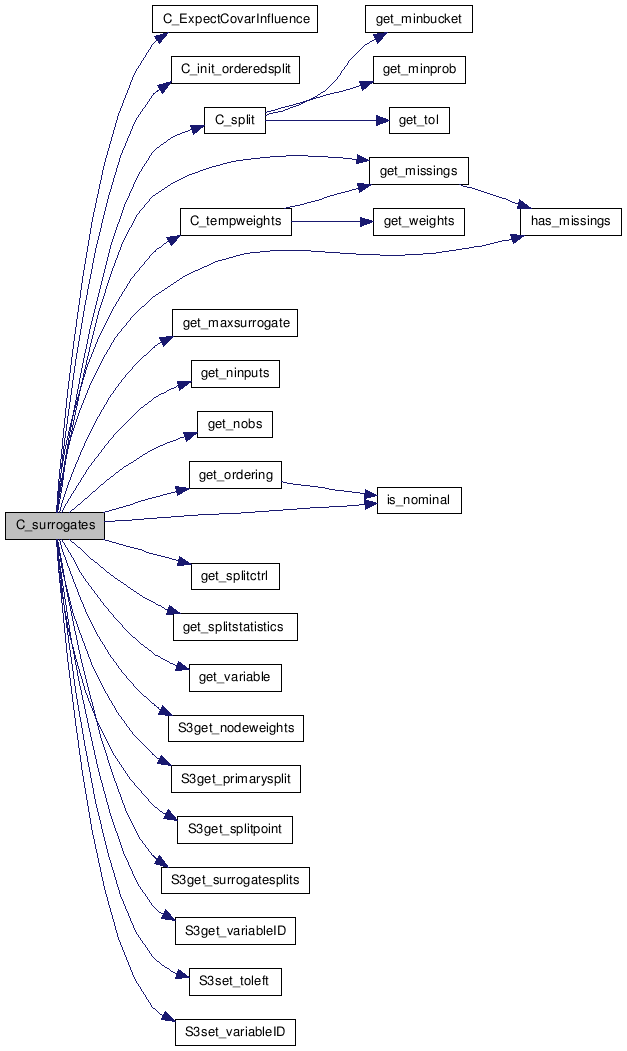 C_ExpectCovarInfluence
get_minbucket
C_init_orderedsplit
get_minprob
C_split
get_tol
get_missings
C_tempweights
get_weights
has_missings
get_maxsurrogate
get_ninputs
get_nobs
get_ordering
is_nominal
C_surrogates
get_splitctrl
get_splitstatistics
get_variable
S3get_nodeweights
S3get_primarysplit
S3get_splitpoint
S3get_surrogatesplits
S3get_variableID
S3set_toleft
S3set_variableID